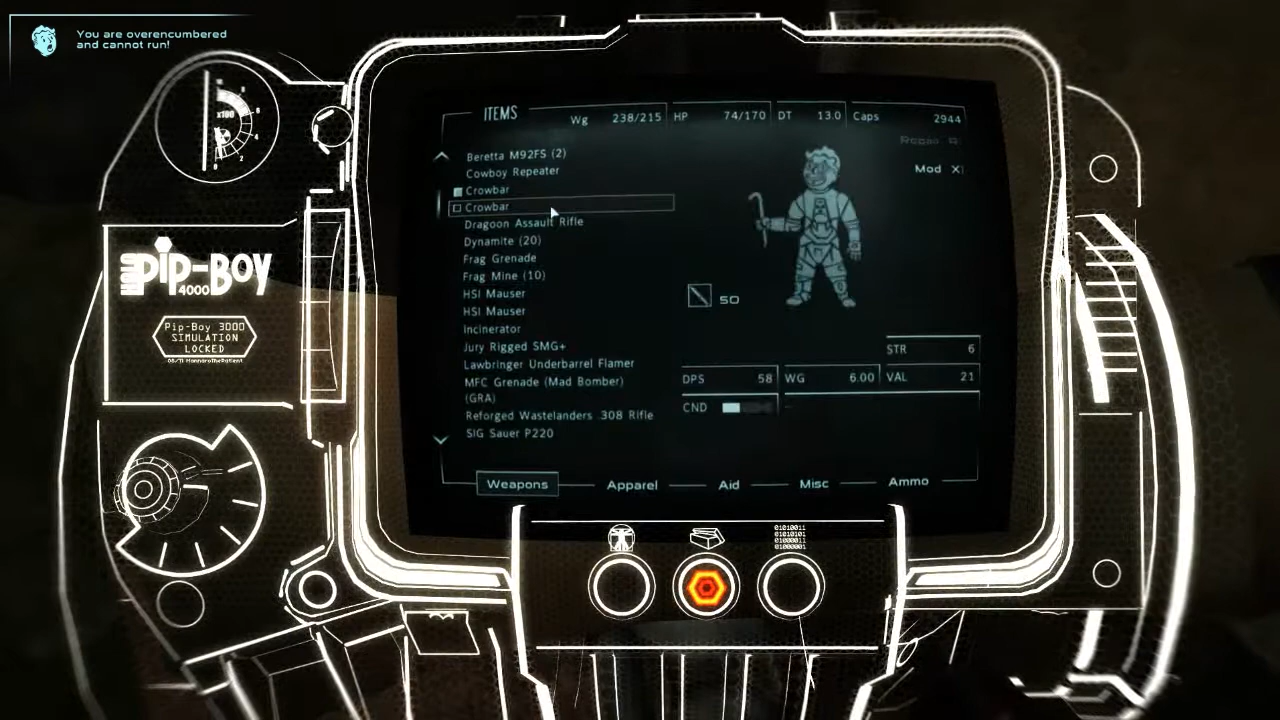 You are overencumbered
and cannot run!
ITEMS
Wg 238/215
HP 74/170
DT 13.0
Caps 2944
Mod X)
Beretta M92FS (2)
Cowboy Repeater
Crowbar
Crowbar
Dragoon Assault Rifle
Dynamite (20)
Frag Grenade
Frag Mine (10)
HSI Mauser
HSI Mauser
Incinerator
Jury Rigged SMG+
Lawbringer Underbarrel Flamer
MFC Grenade (Mad Bomber)
(GRA)
Reforged Wastelanders .308 Rifle
SIG Sauer P220
50
STR 6
DPS 58
WG 6.00
VAL 21
CND
--
Weapons
Apparel
Aid
Misc
Ammo
x100
PIP-BOY
4000
Pip-Boy 3000
SIMULATION
LOCKED
01010011
01010101
01000011
01000001